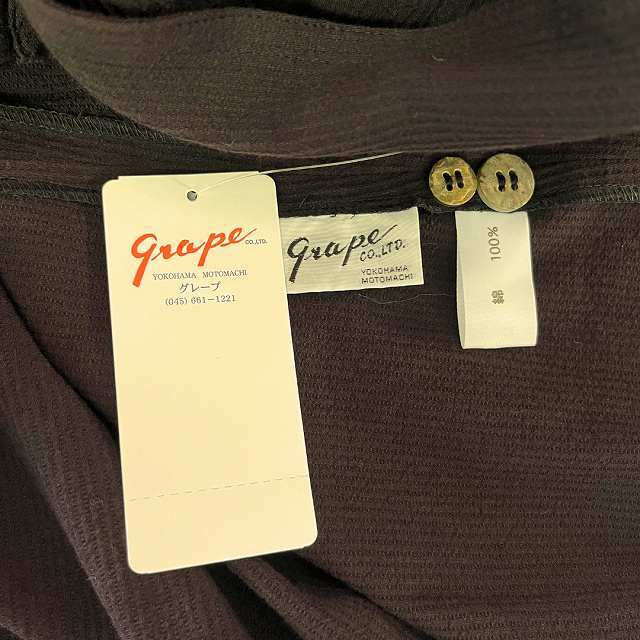 grape CO.,LTD.
YOKOHAMA MOTOMACHI
グレープ
(045) 661-1221
grape
CO.,LTD.
YOKOHAMA
MOTOMACHI
綿 100%